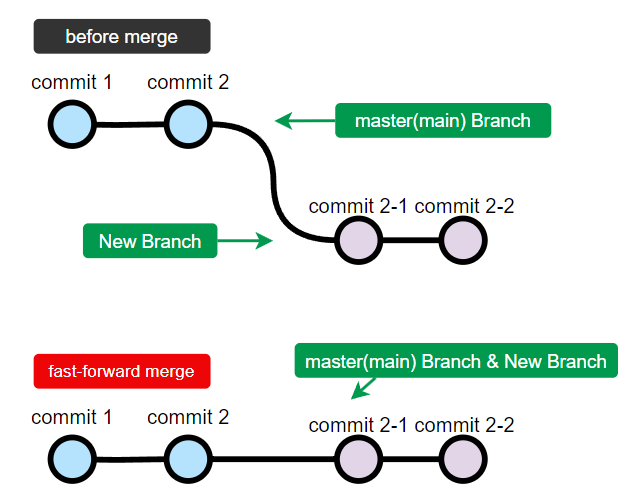 before merge
commit 1
commit 2
master(main) Branch
commit 2-1
commit 2-2
New Branch
master(main) Branch & New Branch
fast-forward merge
commit 1
commit 2
commit 2-1
commit 2-2